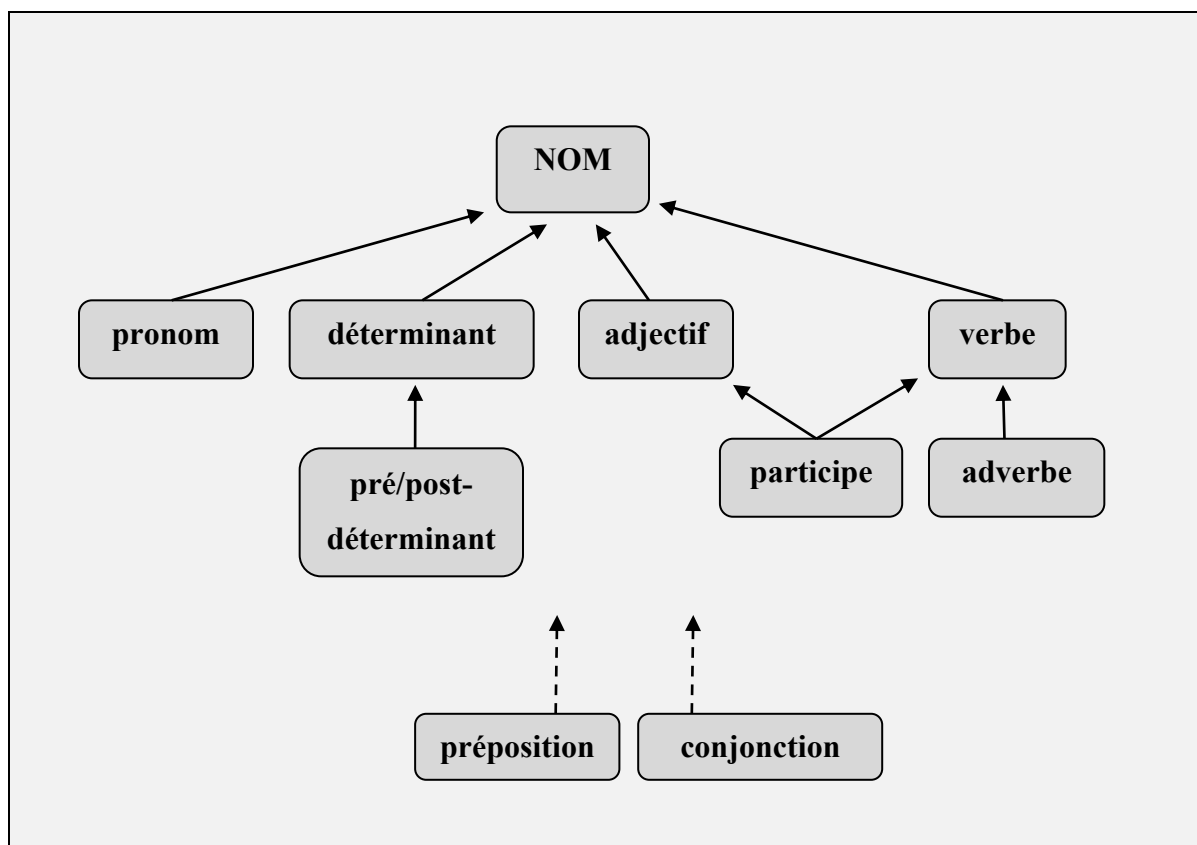 NOM
pronom
déterminant
adjectif
verbe
pré/post-
déterminant
participe
adverbe
préposition
conjonction